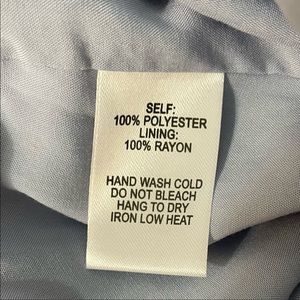 SELF:
100% POLYESTER
LINING:
100% RAYON
HAND WASH COLD
DO NOT BLEACH
HANG TO DRY
IRON LOW HEAT